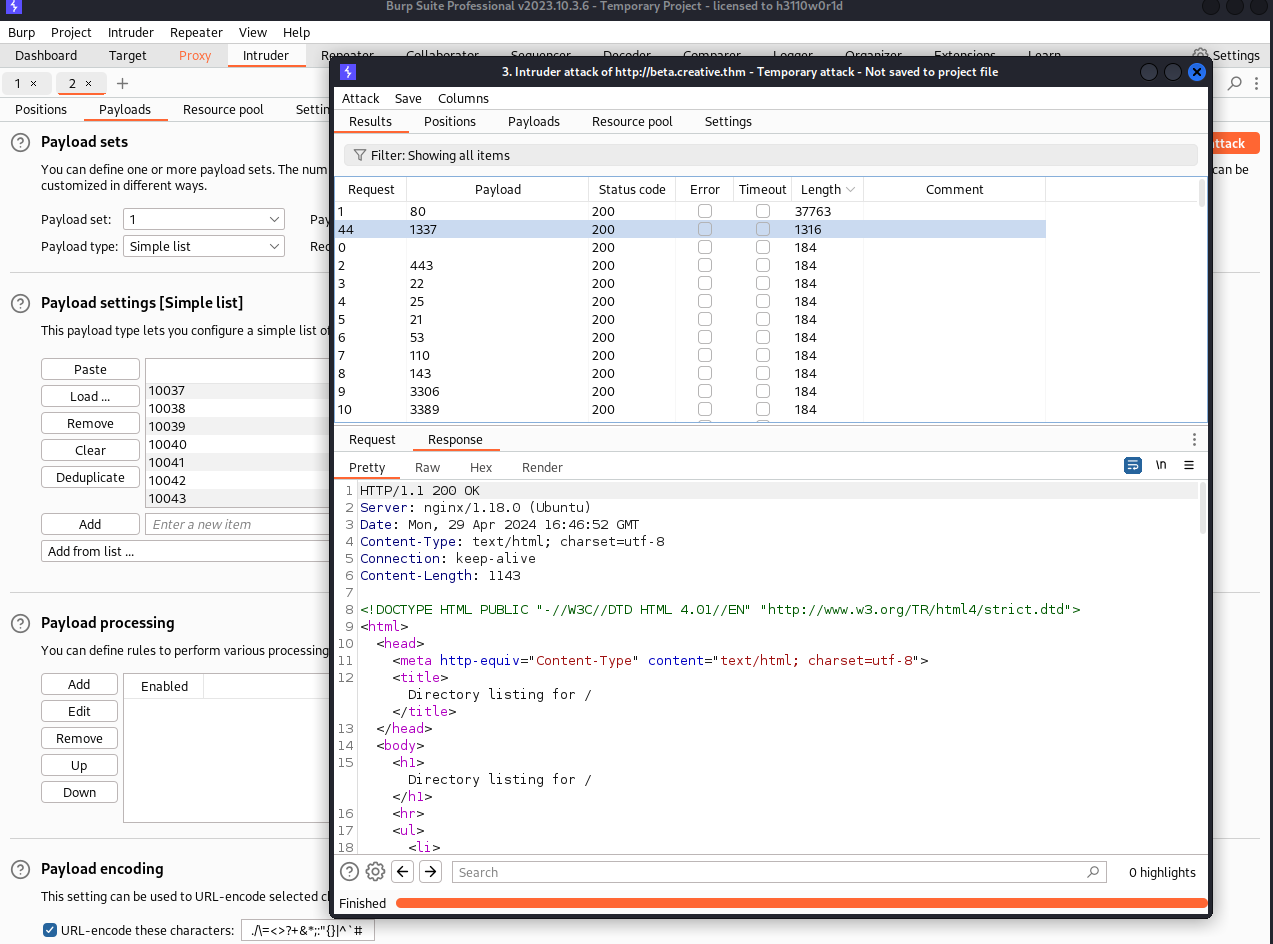 Burp Suite Professional v2023.10.3.6 - Temporary Project - licensed to h3110w0r1d
Burp Project Intruder Repeater View Help
Dashboard Target Proxy Intruder Repeater Collaborator Sequencer Decoder Comparer Logger Organizer Extensions Learn Settings
1 × 2 × +
Positions Payloads Resource pool Settin
Payload sets
You can define one or more payload sets. The num
can be
customized in different ways.
Payload set: 1 Pay
Payload type: Simple list Rec
attack
Payload settings [Simple list]
This payload type lets you configure a simple list of
Paste
Load ...
Remove
Clear
Deduplicate
10037
10038
10039
10040
10041
10042
10043
Add Enter a new item
Add from list ...
Payload processing
You can define rules to perform various processing
Add
Edit
Remove
Up
Down
Enabled
Payload encoding
This setting can be used to URL-encode selected c
URL-encode these characters: ./\=<>?+&*;:"{}|^`#
3. Intruder attack of http://beta.creative.thm - Temporary attack - Not saved to project file
Attack Save Columns
Results Positions Payloads Resource pool Settings
Filter: Showing all items
Request Payload Status code Error Timeout Length Comment
1 80 200 37763
44 1337 200 1316
0 200 184
2 443 200 184
3 22 200 184
4 25 200 184
5 21 200 184
6 53 200 184
7 110 200 184
8 143 200 184
9 3306 200 184
10 3389 200 184
Request Response
Pretty Raw Hex Render
\n
1 HTTP/1.1 200 OK
2 Server: nginx/1.18.0 (Ubuntu)
3 Date: Mon, 29 Apr 2024 16:46:52 GMT
4 Content-Type: text/html; charset=utf-8
5 Connection: keep-alive
6 Content-Length: 1143
7
8 <!DOCTYPE HTML PUBLIC "-//W3C//DTD HTML 4.01//EN" "http://www.w3.org/TR/html4/strict.dtd">
9 <html>
10 <head>
11 <meta http-equiv="Content-Type" content="text/html; charset=utf-8">
12 <title>
Directory listing for /
</title>
13 </head>
14 <body>
15 <h1>
Directory listing for /
</h1>
16 <hr>
17 <ul>
18 <li>
Search
0 highlights
Finished